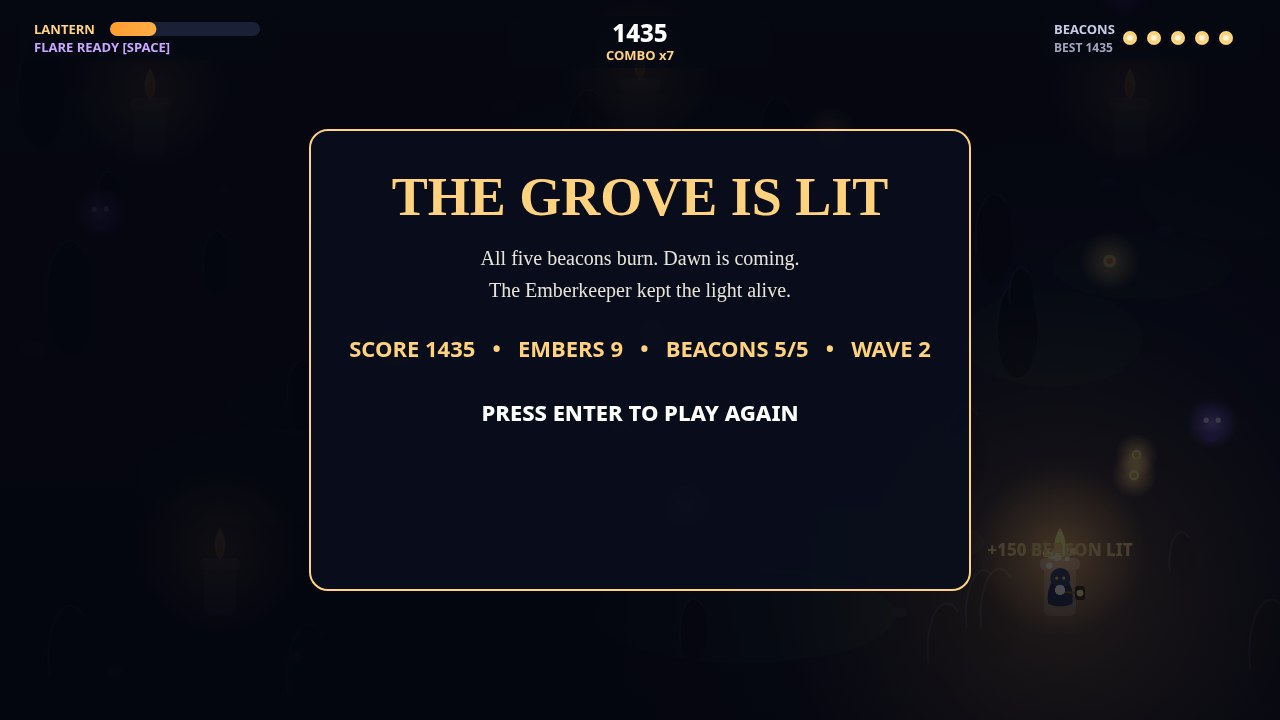 LANTERN
FLARE READY [SPACE]
1435
COMBO x7
BEACONS
BEST 1435
THE GROVE IS LIT
All five beacons burn. Dawn is coming.
The Emberkeeper kept the light alive.
SCORE 1435 • EMBERS 9 • BEACONS 5/5 • WAVE 2
PRESS ENTER TO PLAY AGAIN
+150 BEACON LIT